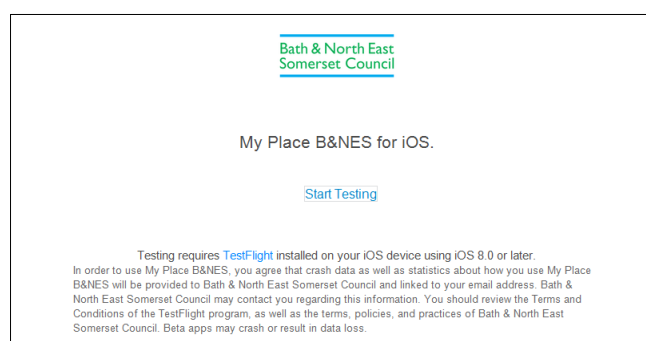 Bath & North East
Somerset Council
My Place B&NES for iOS.
Start Testing
Testing requires TestFlight installed on your iOS device using iOS 8.0 or later.
In order to use My Place B&NES, you agree that crash data as well as statistics about how you use My Place
B&NES will be provided to Bath & North East Somerset Council and linked to your email address. Bath &
North East Somerset Council may contact you regarding this information. You should review the Terms and
Conditions of the TestFlight program, as well as the terms, policies, and practices of Bath & North East
Somerset Council. Beta apps may crash or result in data loss.